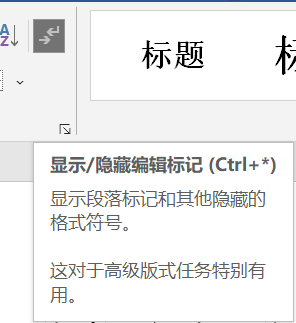 A
Z
标题
显示/隐藏编辑标记 (Ctrl+*)
显示段落标记和其他隐藏的
格式符号。
这对于高级版式任务特别有
用。